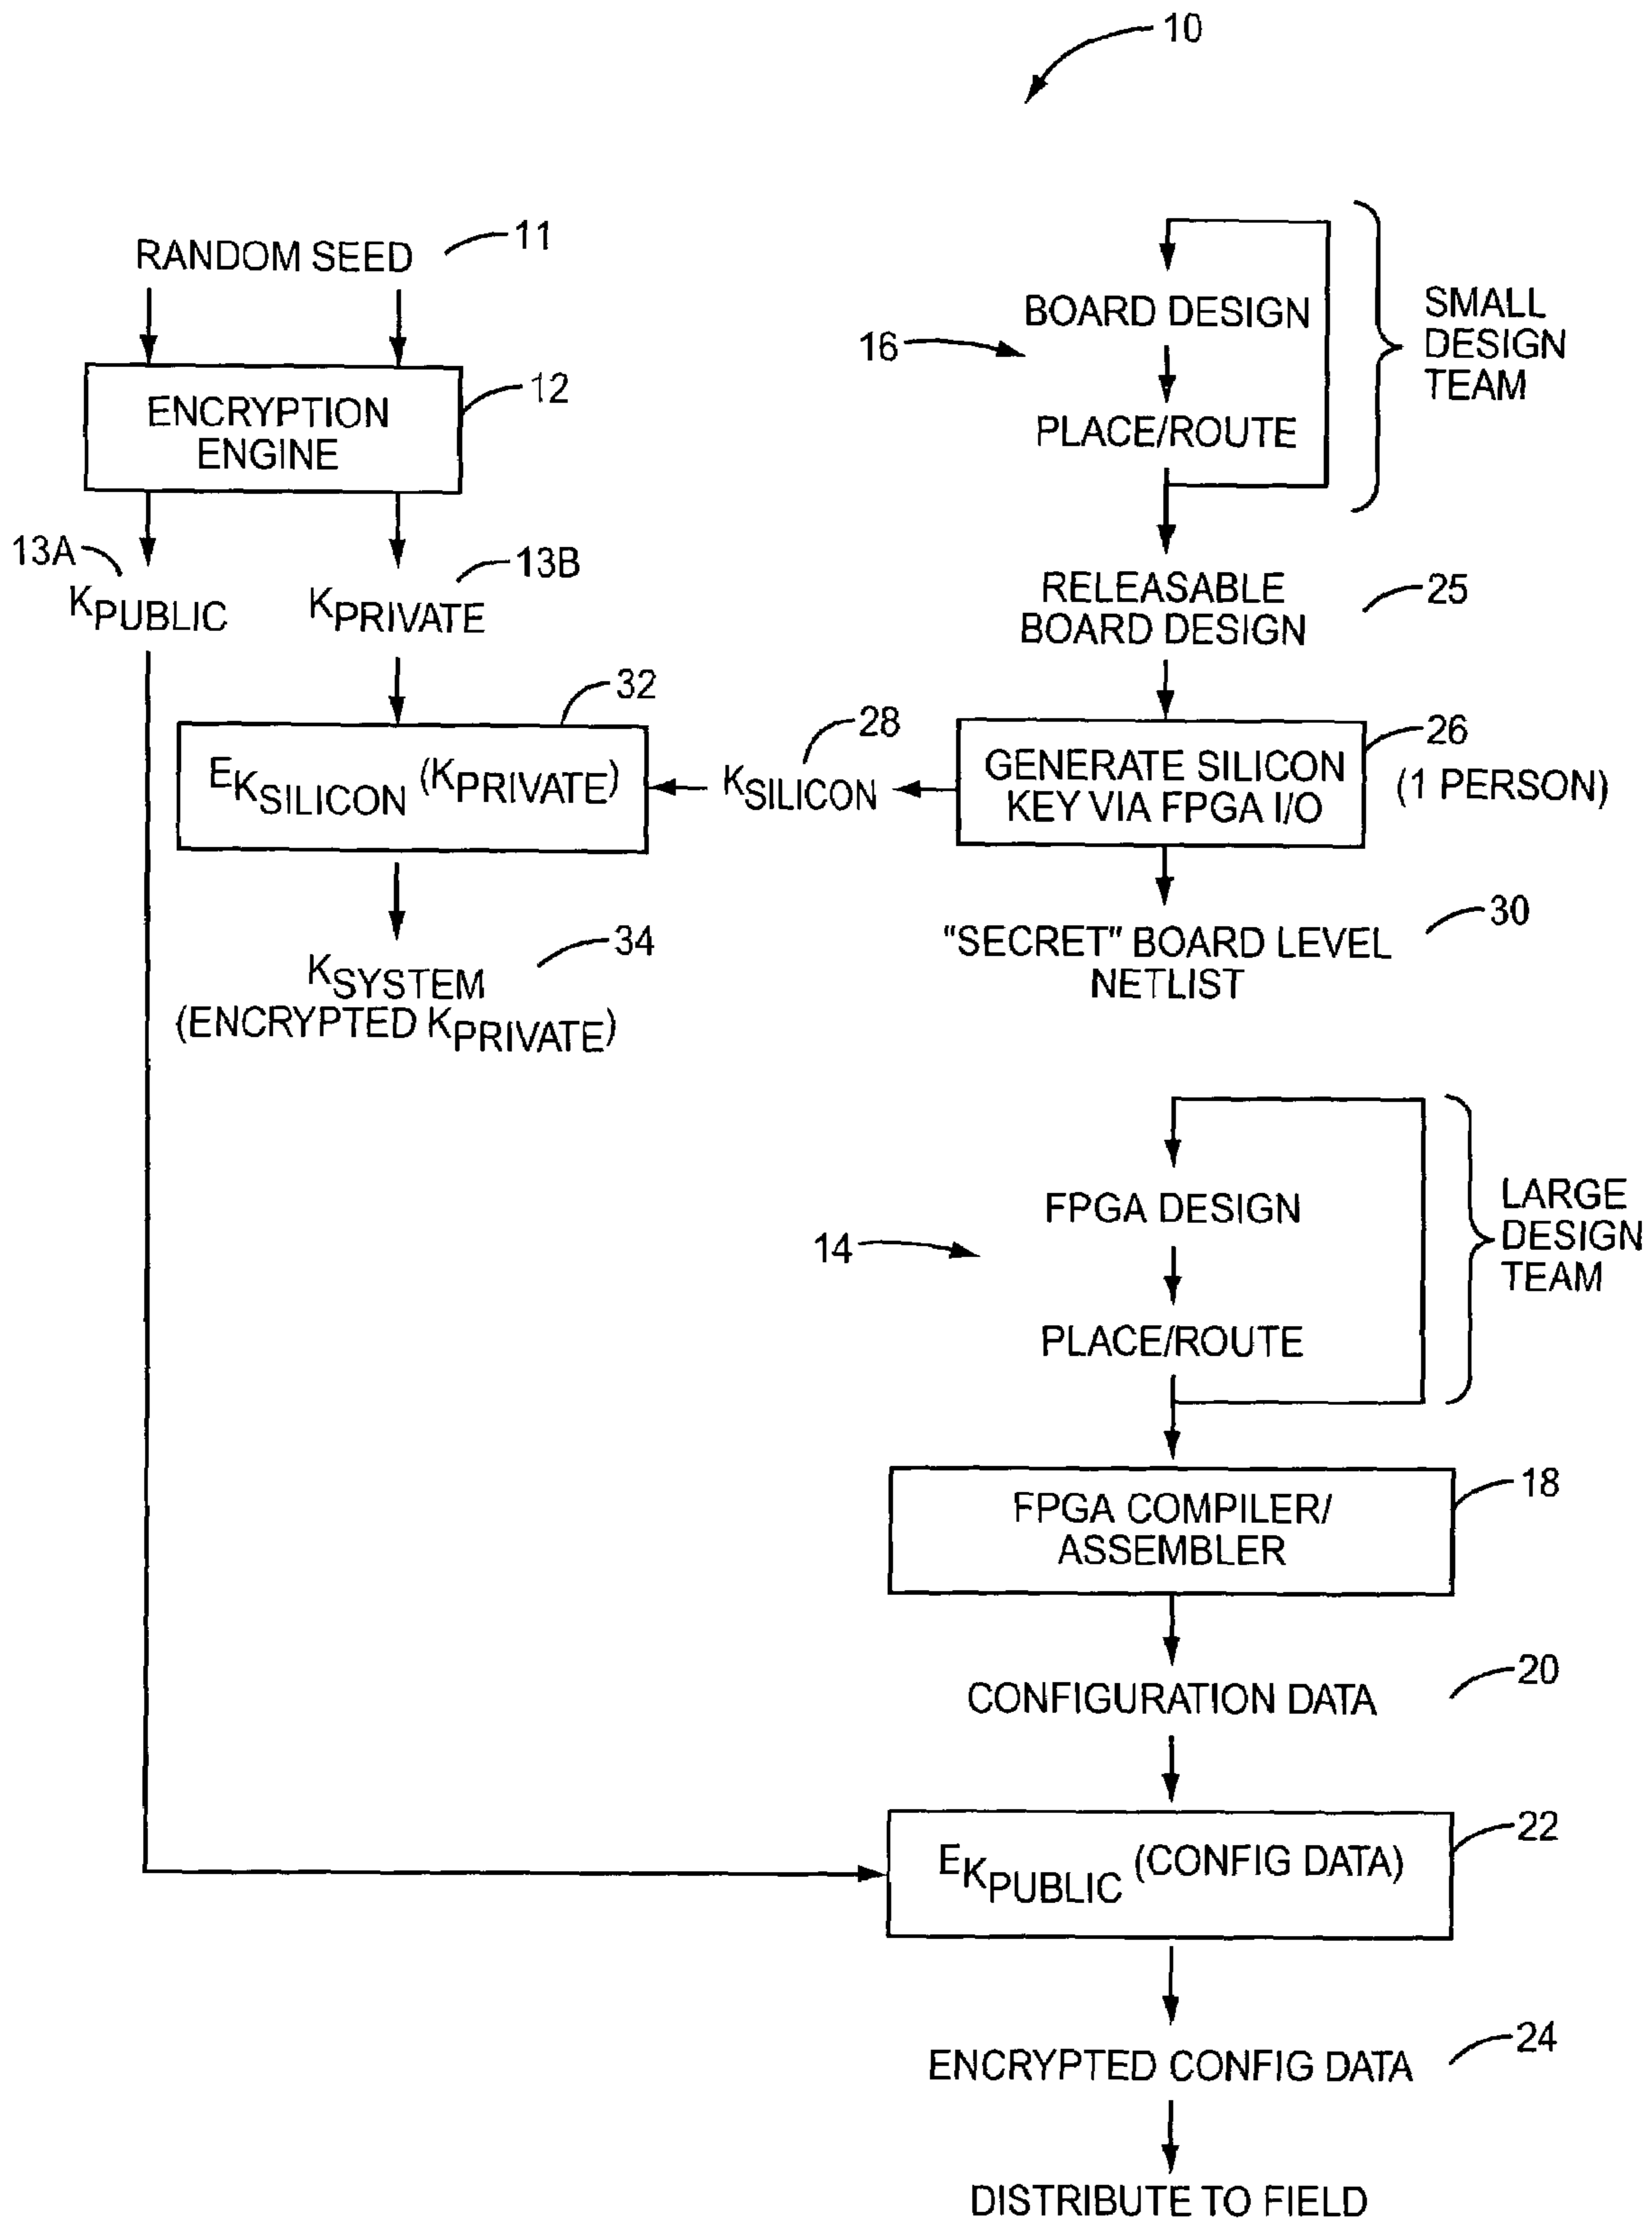 10
RANDOM SEED
11
ENCRYPTION
ENGINE
12
13A
KPUBLIC
13B
KPRIVATE
32
EKSILICON (KPRIVATE)
28
KSILICON
34
KSYSTEM
(ENCRYPTED KPRIVATE)
16
BOARD DESIGN
PLACE/ROUTE
SMALL
DESIGN
TEAM
RELEASABLE
BOARD DESIGN
25
GENERATE SILICON
KEY VIA FPGA I/O
26
(1 PERSON)
"SECRET" BOARD LEVEL
NETLIST
30
14
FPGA DESIGN
PLACE/ROUTE
LARGE
DESIGN
TEAM
FPGA COMPILER/
ASSEMBLER
18
CONFIGURATION DATA
20
EKPUBLIC (CONFIG DATA)
22
ENCRYPTED CONFIG DATA
24
DISTRIBUTE TO FIELD